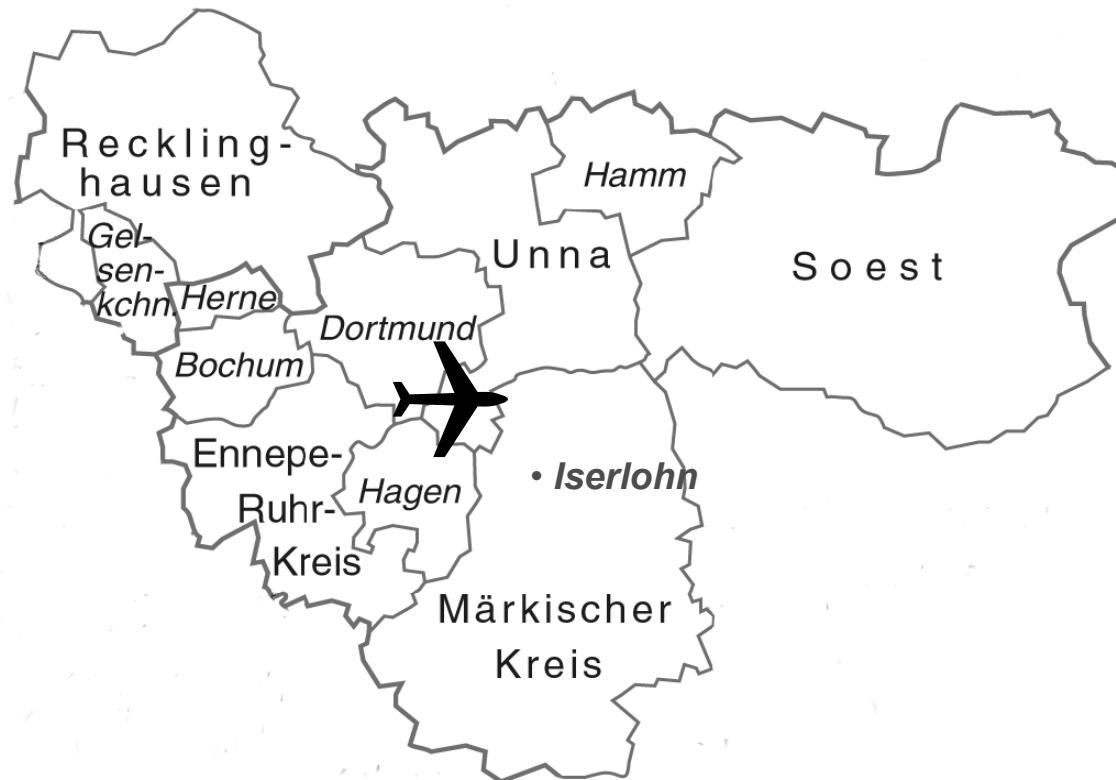 Reckling-
hausen
Hamm
Gel-
sen-
kchn.
Unna
Soest
Herne
Dortmund
Bochum
Ennepe-
Ruhr-
Kreis
Hagen
• Iserlohn
Märkischer
Kreis